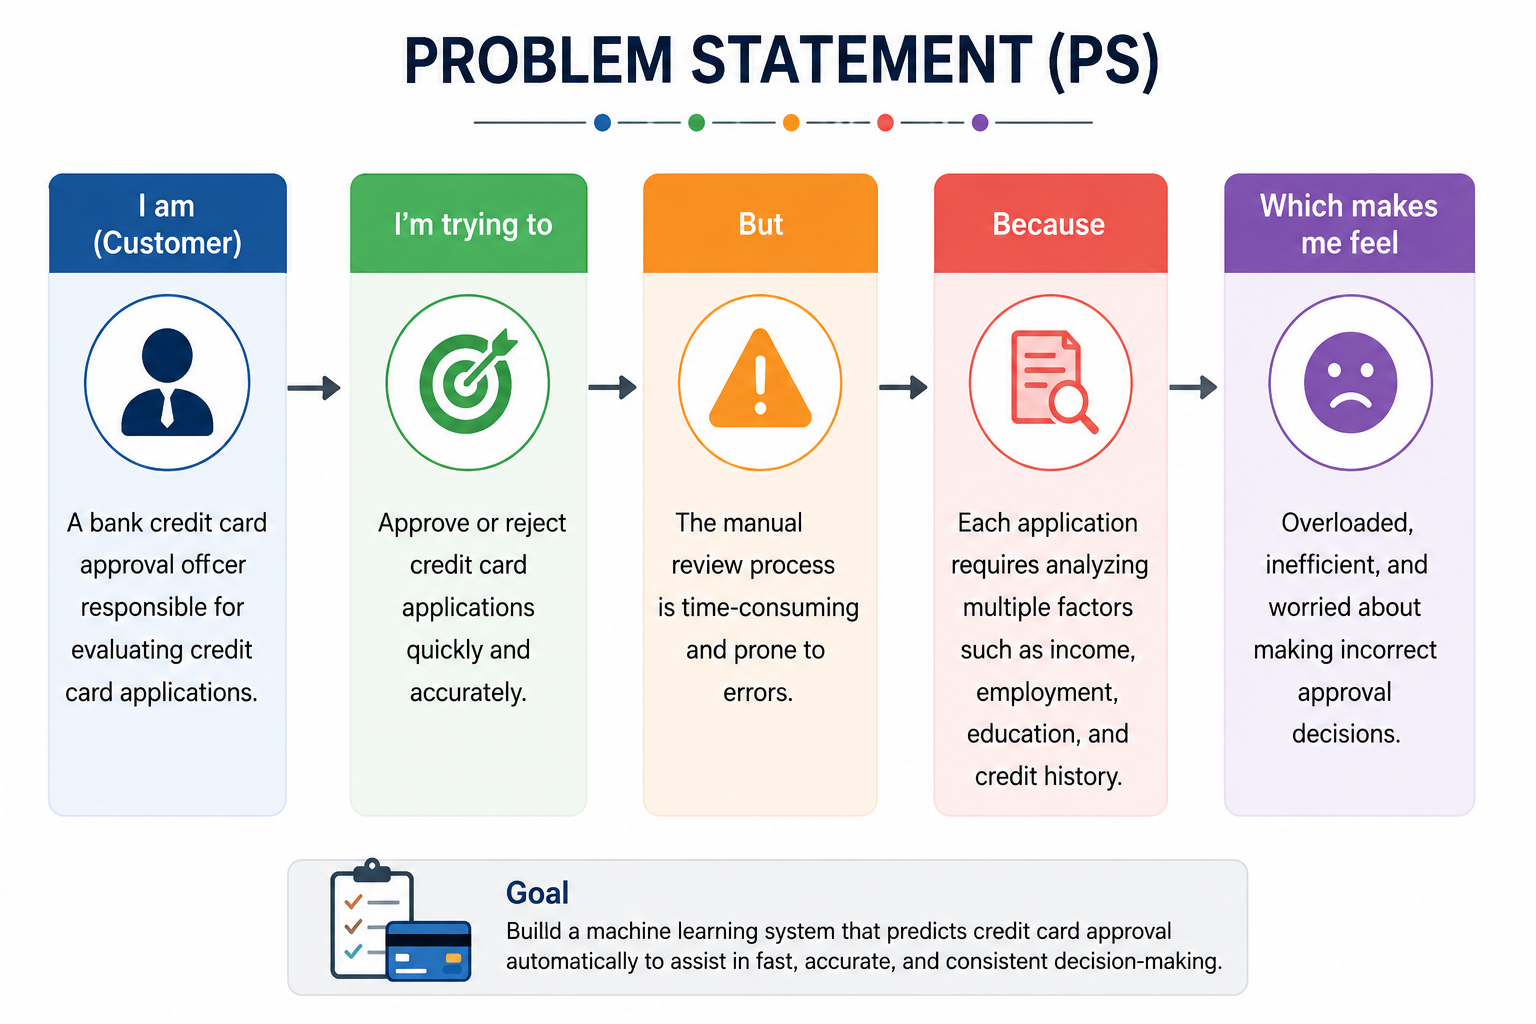 PROBLEM STATEMENT (PS)
I am
(Customer)
A bank credit card
approval offcer
responsible for
evaluating credit
card applications.
I'm trying to
Approve or reject
credit card
applications
quickly and
accurately.
But
The manual
review process
is time-consuming
and prone to
errors.
Because
Each application
requires analyzing
multiple factors
such as income,
employment,
education, and
credit history.
Which makes
me feel
Overloaded,
inefficient, and
worried about
making incorrect
approval
decisions.
Goal
Builld a machine learning system that predicts credit card approval
automatically to assist in fast, accurate, and consistent decision-making.